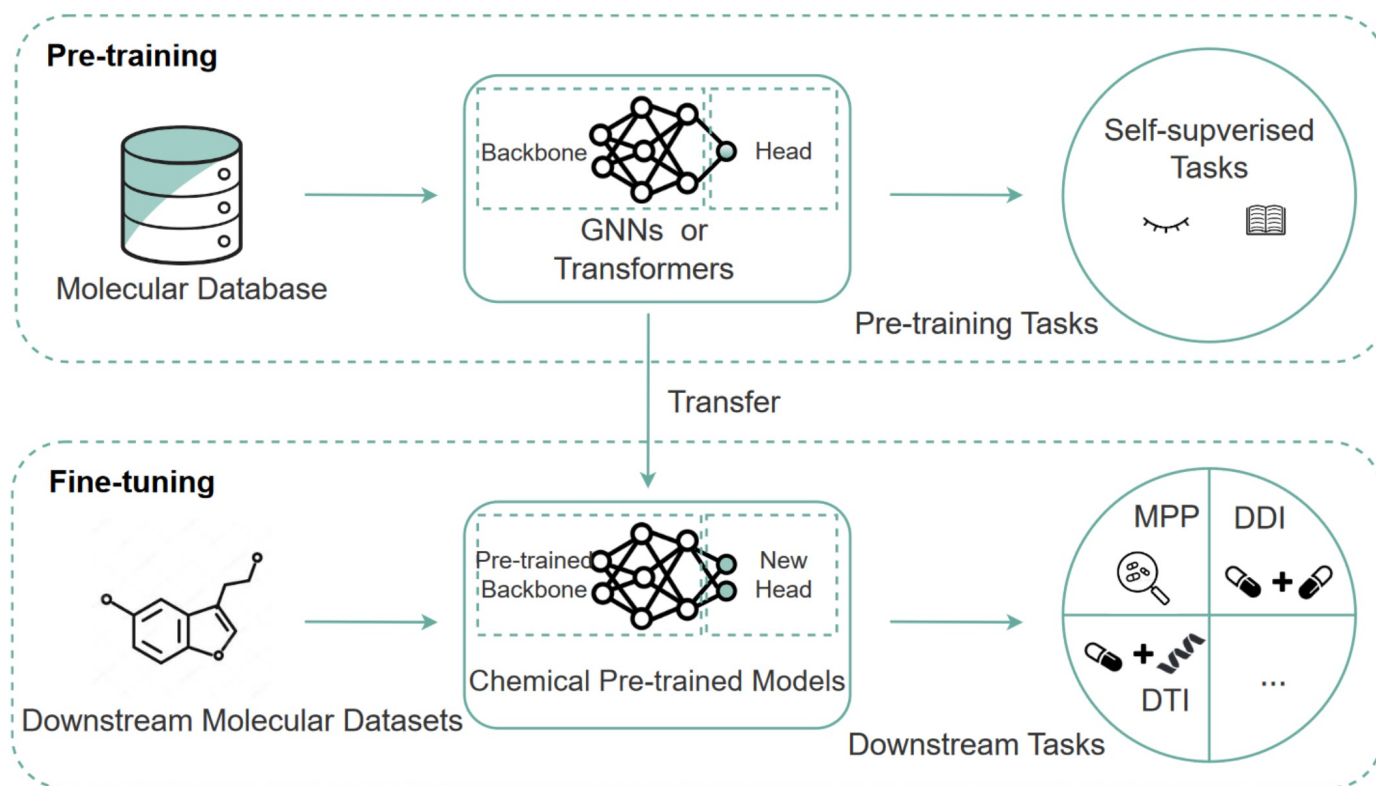 Pre-training
Backbone
Head
GNNs or
Transformers
Molecular Database
Self-supverised
Tasks
Pre-training Tasks
Transfer
Fine-tuning
Pre-trained
Backbone
New
Head
Chemical Pre-trained Models
Downstream Molecular Datasets
MPP
DDI
DTI
...
Downstream Tasks